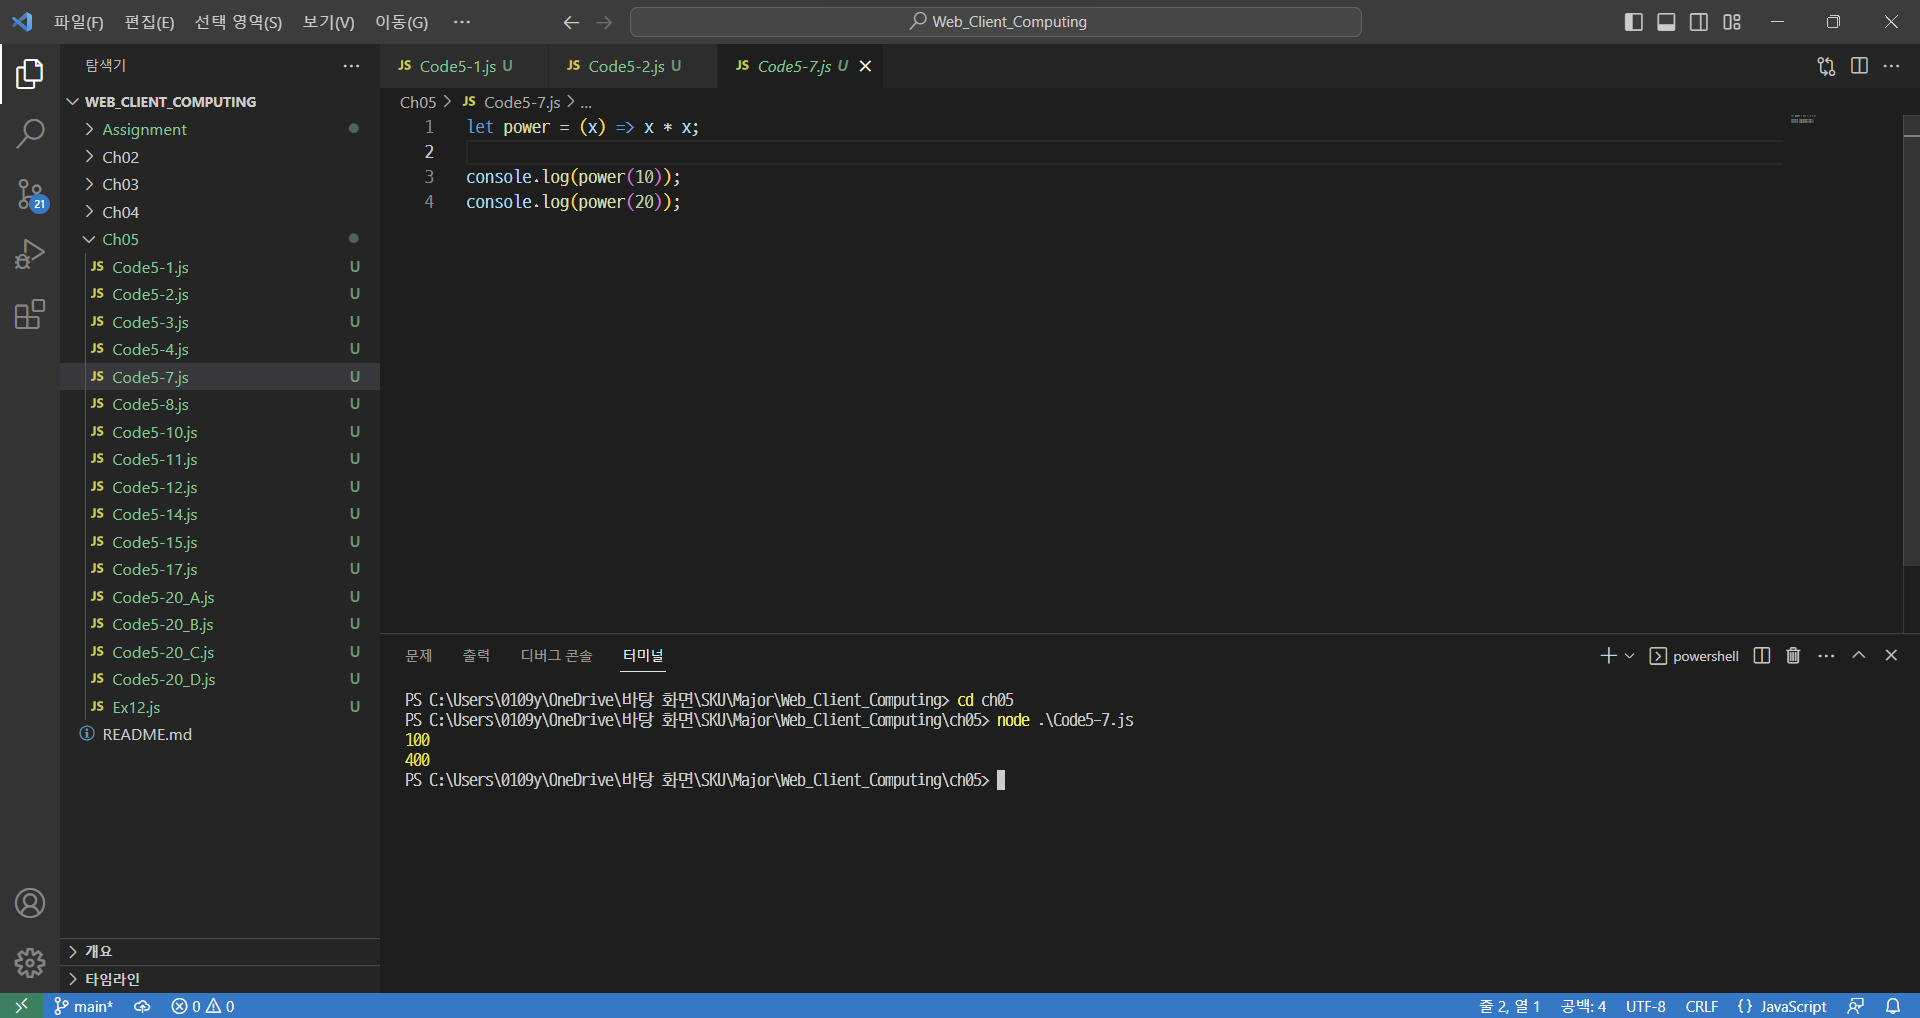 파일(F) 편집(E) 선택 영역(S) 보기(V) 이동(G) ··· Web_Client_Computing
탐색기 ···
WEB_CLIENT_COMPUTING
Assignment
Ch02
Ch03
Ch04
Ch05
JS Code5-1.js U
JS Code5-2.js U
JS Code5-3.js U
JS Code5-4.js U
JS Code5-7.js U
JS Code5-8.js U
JS Code5-10.js U
JS Code5-11.js U
JS Code5-12.js U
JS Code5-14.js U
JS Code5-15.js U
JS Code5-17.js U
JS Code5-20_A.js U
JS Code5-20_B.js U
JS Code5-20_C.js U
JS Code5-20_D.js U
JS Ex12.js U
README.md
개요
타임라인
21
JS Code5-1.js U JS Code5-2.js U JS Code5-7.js U
Ch05 > JS Code5-7.js > ...
1 let power = (x) => x * x;
2
3 console.log(power(10));
4 console.log(power(20));
문제 출력 디버그 콘솔 터미널 powershell
PS C:\Users\0109y\OneDrive\바탕 화면\SKU\Major\Web_Client_Computing> cd ch05
PS C:\Users\0109y\OneDrive\바탕 화면\SKU\Major\Web_Client_Computing\ch05> node .\Code5-7.js
100
400
PS C:\Users\0109y\OneDrive\바탕 화면\SKU\Major\Web_Client_Computing\ch05>
main* 0 0 줄 2, 열 1 공백: 4 UTF-8 CRLF {} JavaScript